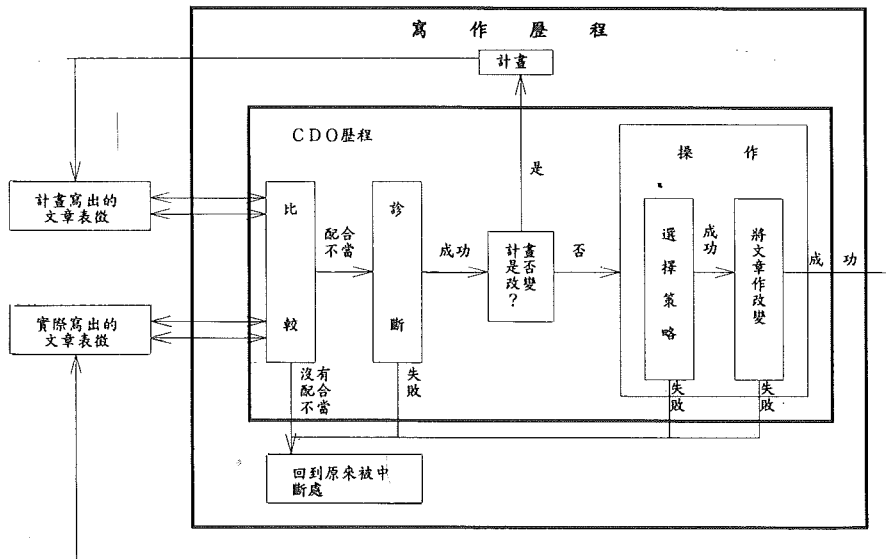 寫作歷程
計畫
CDO歷程
操作
是
計畫寫出的
文章表徵
比較
配合
不當
診斷
成功
計畫
是否
改變
?
否
選擇策略
成功
將文章作改變
成功
實際寫出的
文章表徵
沒有
配合
不當
失敗
失敗
失敗
回到原來被中
斷處